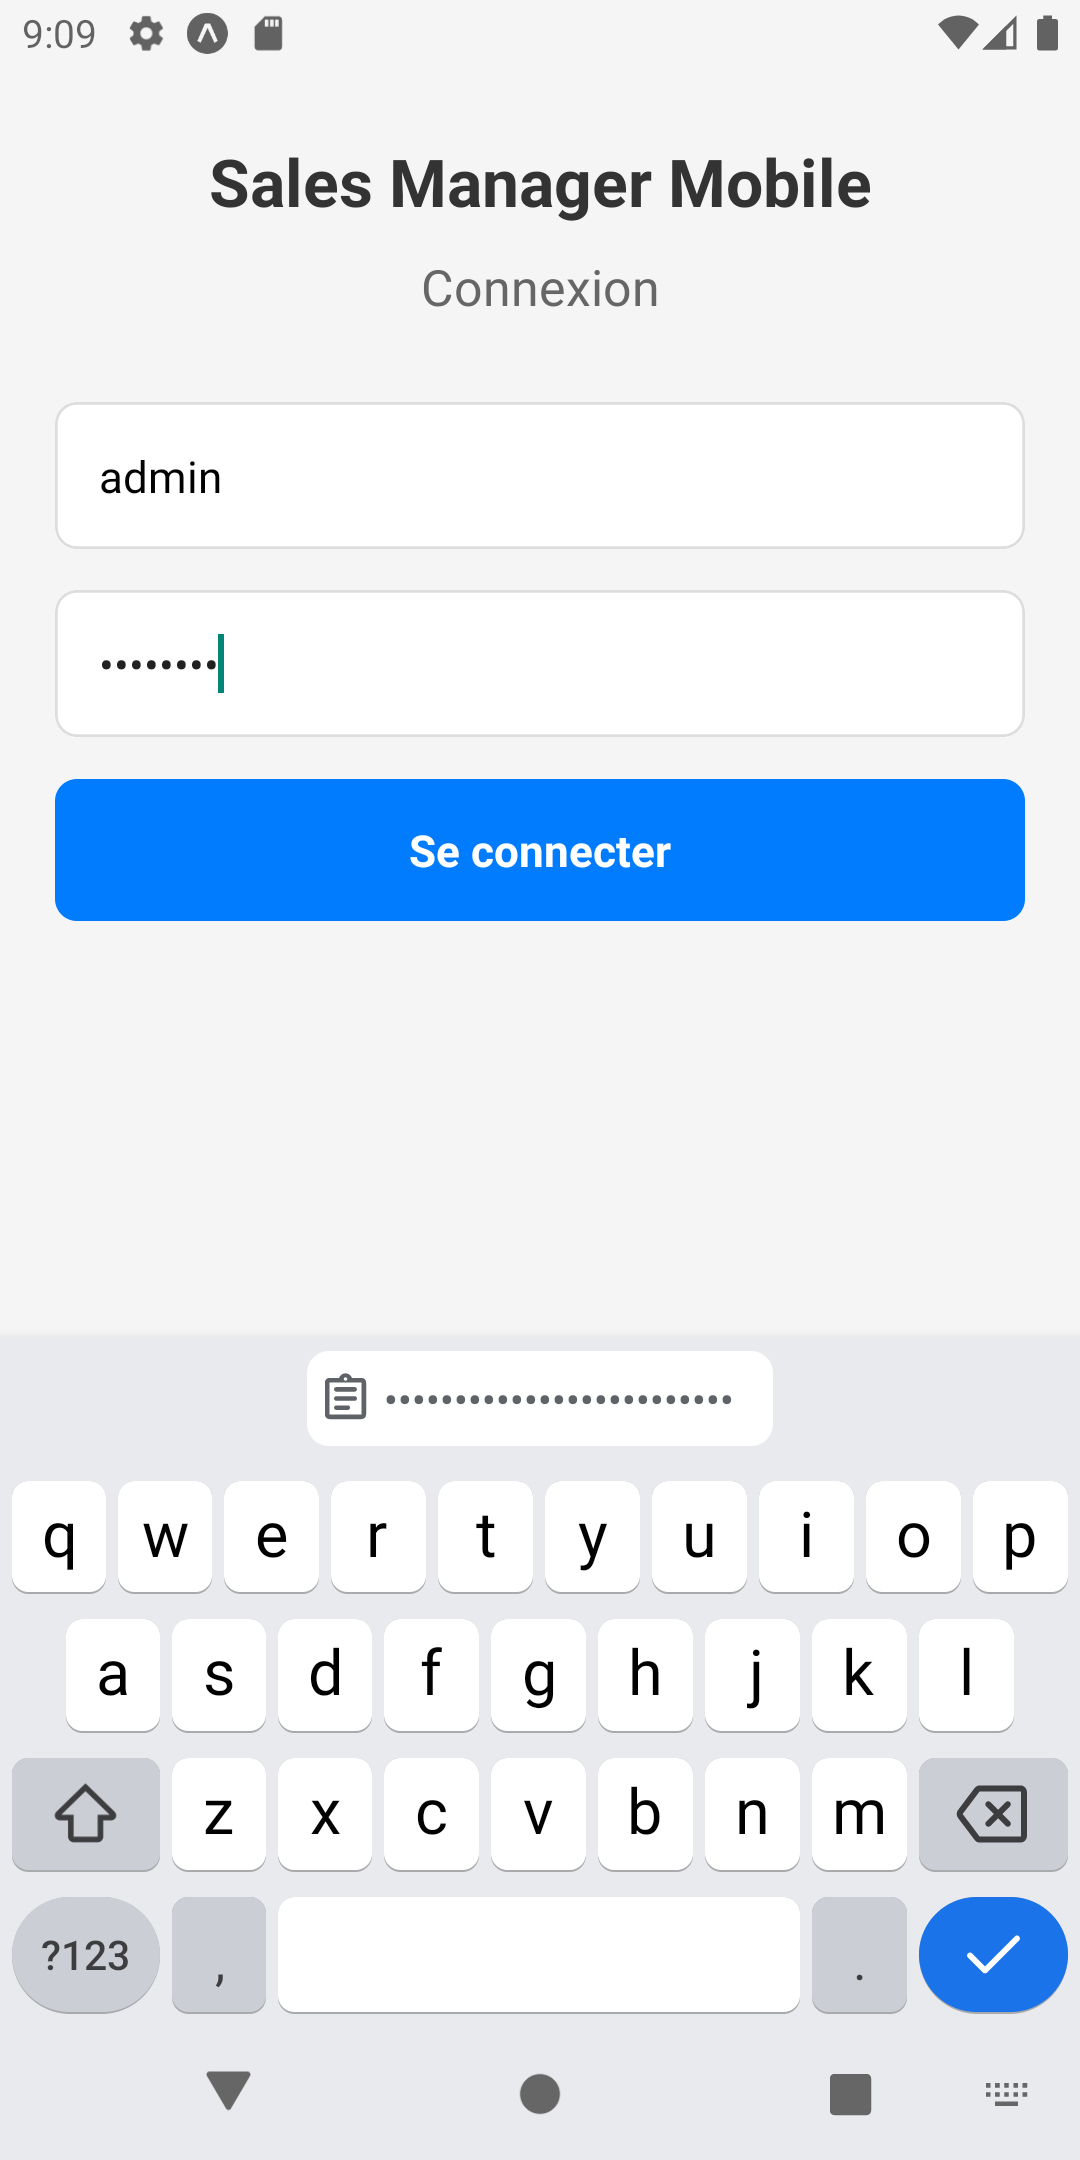 9:09
Sales Manager Mobile
Connexion
admin
••••••••
Se connecter
•••••••••••••••••••••••••
q w e r t y u i o p
a s d f g h j k l
z x c v b n m
?123 , .